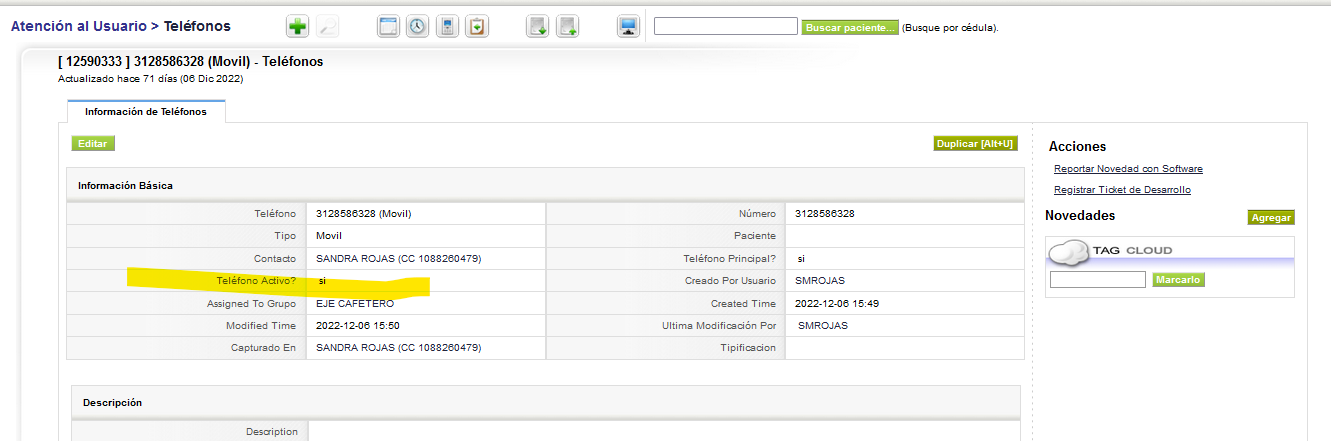 Atención al Usuario > Teléfonos
Buscar paciente... (Busque por cédula).
[ 12590333 ] 3128586328 (Movil) - Teléfonos
Actualizado hace 71 días (06 Dic 2022)
Información de Teléfonos
Editar
Duplicar [Alt+U]
Información Básica
Teléfono 3128586328 (Movil) Número 3128586328
Tipo Movil Paciente
Contacto SANDRA ROJAS (CC 1088260479) Teléfono Principal? si
Teléfono Activo? si Creado Por Usuario SMROJAS
Assigned To Grupo EJE CAFETERO Created Time 2022-12-06 15:49
Modified Time 2022-12-06 15:50 Ultima Modificación Por SMROJAS
Capturado En SANDRA ROJAS (CC 1088260479) Tipificacion
Descripción
Description
Acciones
Reportar Novedad con Software
Registrar Ticket de Desarrollo
Novedades Agregar
TAG CLOUD
Marcarlo